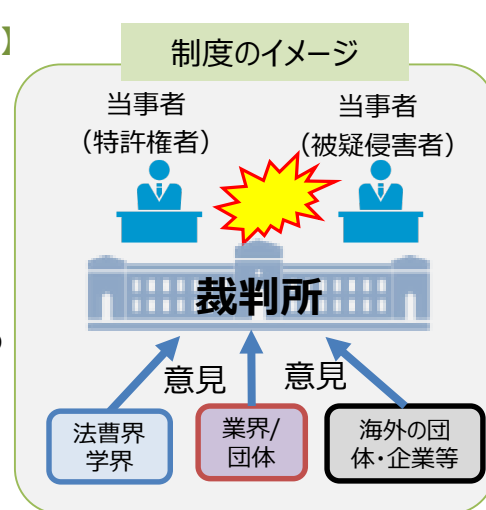 】
制度のイメージ
当事者
（特許権者）
当事者
（被疑侵害者）
裁判所
意見
意見
法曹界
学界
業界/
団体
海外の団
体・企業等